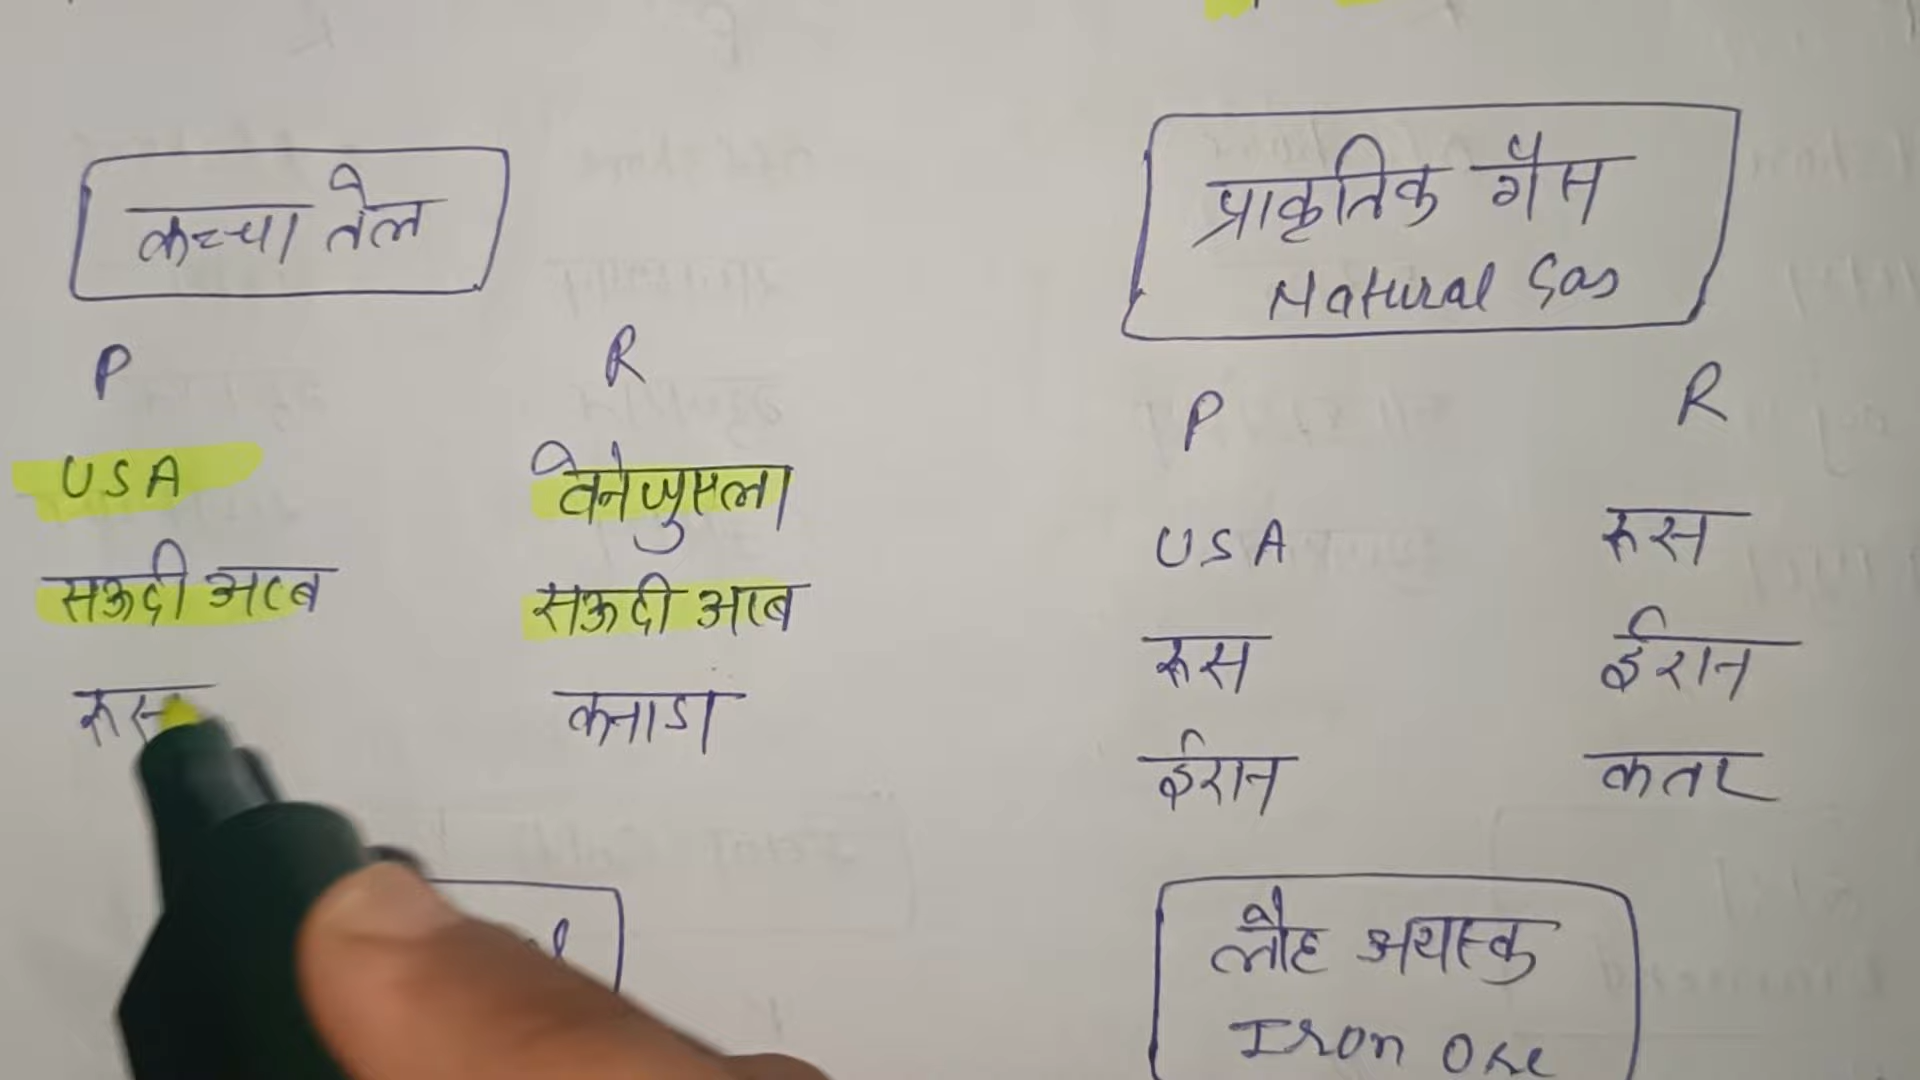 कच्चा तेल
P R
USA वेनेजुएला
सऊदी अरब सऊदी अरब
रूस कनाडा
प्राकृतिक गैस
Natural Gas
P R
USA रूस
रूस ईरान
ईरान कतर
लौह अयस्क
Iron Ore